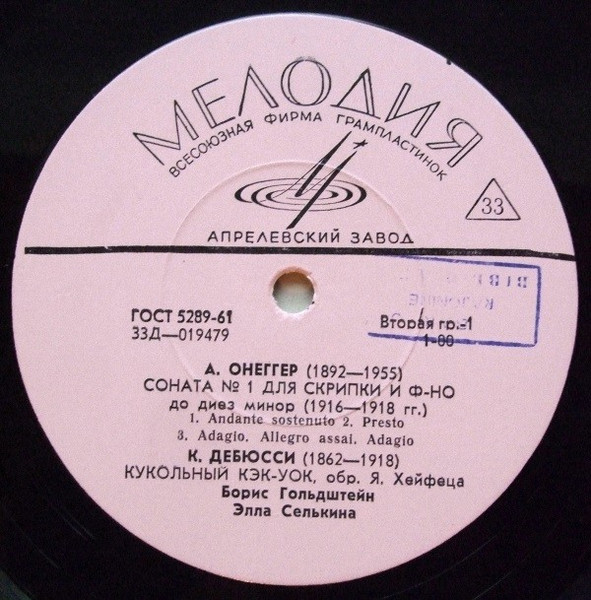 МЕЛОДИЯ
ВСЕСОЮЗНАЯ ФИРМА ГРАМПЛАСТИНОК
33
АПРЕЛЕВСКИЙ ЗАВОД
ГОСТ 5289-61
33Д—019479
Вторая гр.-1
1-00
А. ОНЕГГЕР (1892—1955)
СОНАТА № 1 ДЛЯ СКРИПКИ И Ф-НО
до диез минор (1916—1918 гг.)
1. Andante sostenuto 2. Presto
3. Adagio. Allegro assai. Adagio
К. ДЕБЮССИ (1862—1918)
КУКОЛЬНЫЙ КЭК-УОК, обр. Я. Хейфеца
Борис Гольдштейн
Элла Селькина